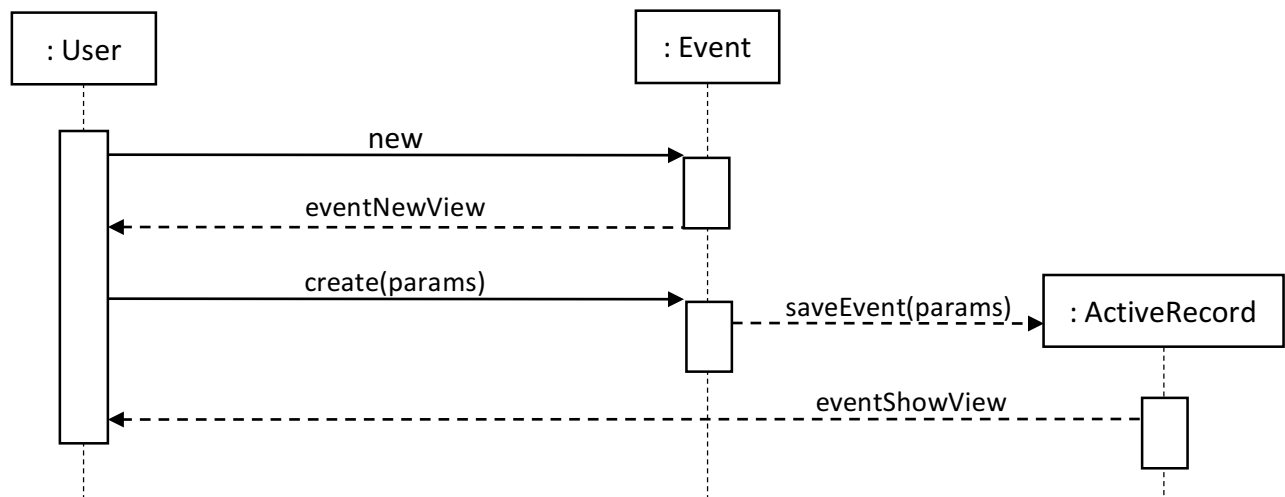 : User
: Event
new
eventNewView
create(params)
saveEvent(params)
: ActiveRecord
eventShowView